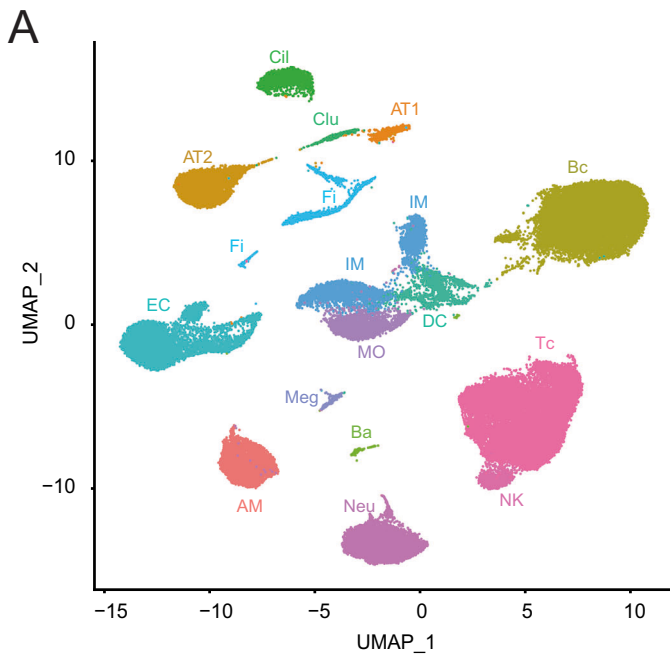 A
Cil
Clu
AT1
AT2
Bc
Fi
IM
Fi
IM
EC
DC
MO
Tc
Meg
Ba
AM
Neu
NK
UMAP_2
10
0
−10
−15
−10
−5
0
5
10
UMAP_1